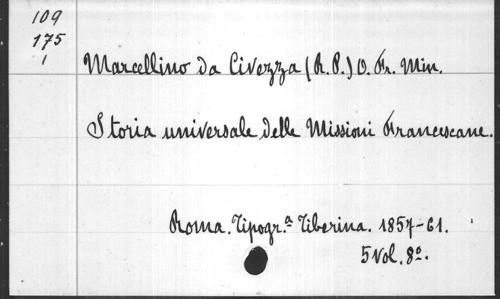 109
175
1
Marcellino da Civezza (R. P.) O. Fr. Min.
Storia universale delle Missioni Francescane.
Roma. Tipogr.ª Tiberina. 1857-61.
5 Vol. 8º.